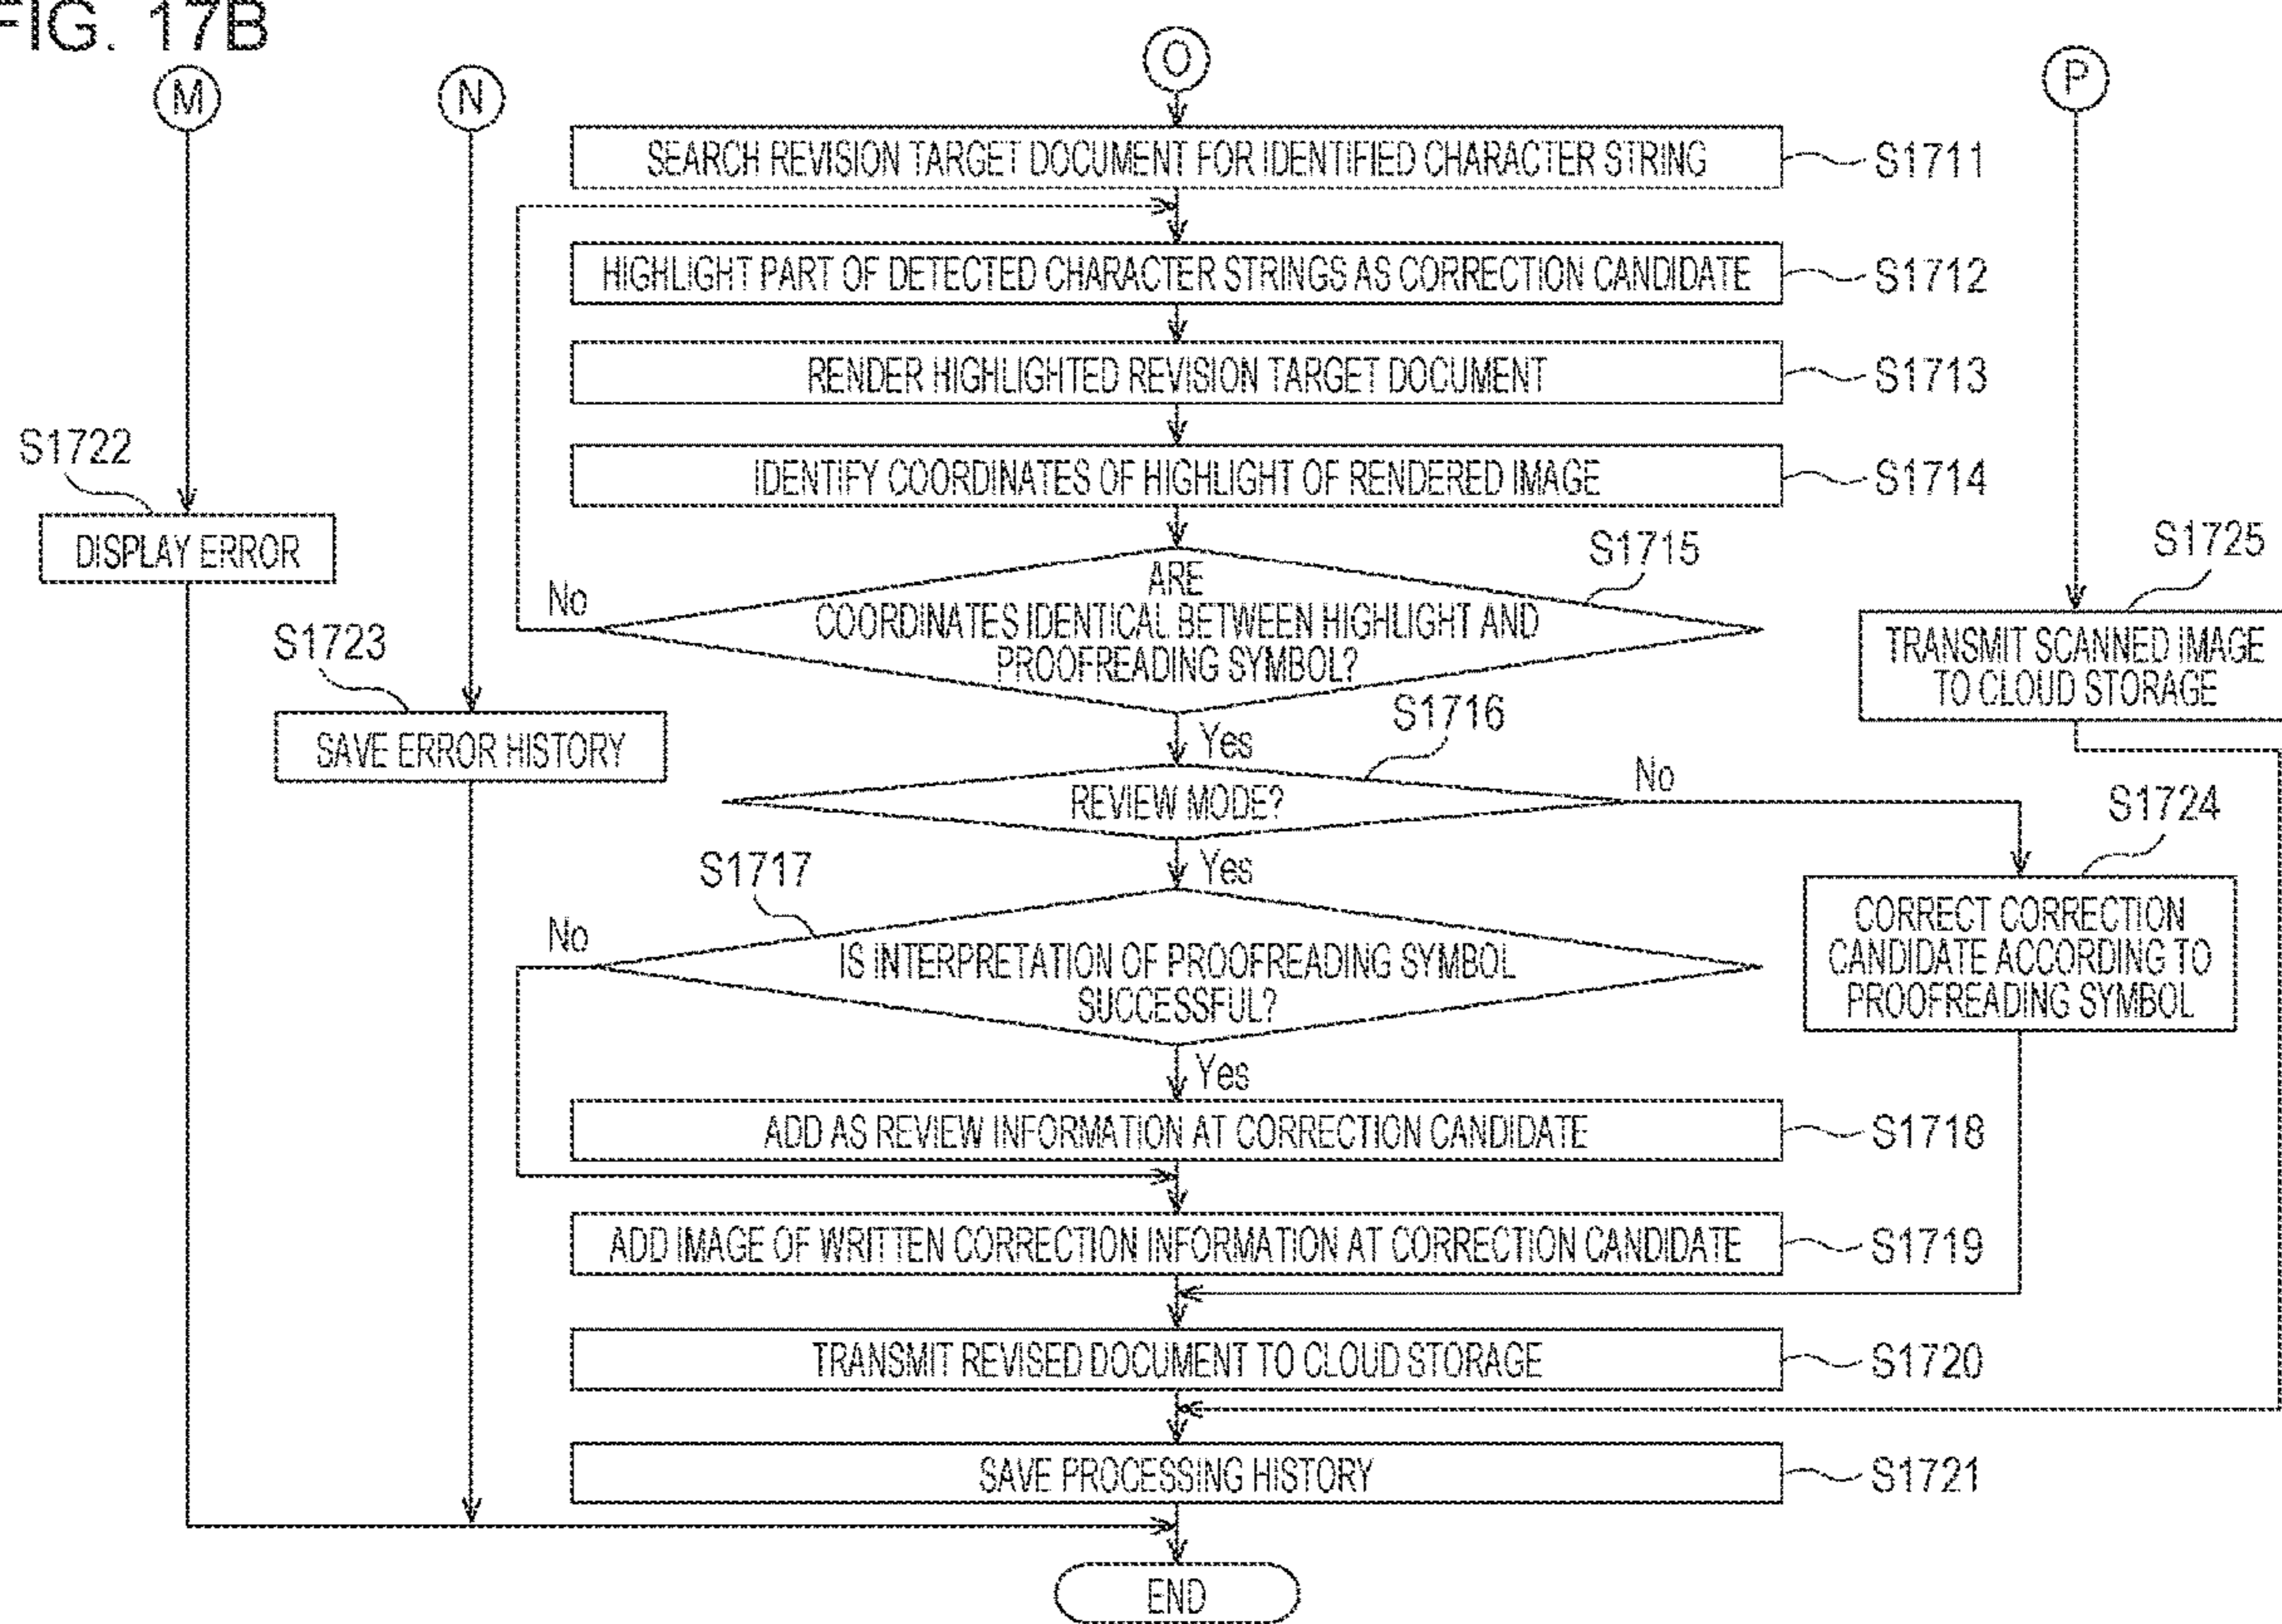 FIG. 17B
M
N
O
P
SEARCH REVISION TARGET DOCUMENT FOR IDENTIFIED CHARACTER STRING
S1711
HIGHLIGHT PART OF DETECTED CHARACTER STRINGS AS CORRECTION CANDIDATE
S1712
RENDER HIGHLIGHTED REVISION TARGET DOCUMENT
S1713
IDENTIFY COORDINATES OF HIGHLIGHT OF RENDERED IMAGE
S1714
S1722
DISPLAY ERROR
S1715
ARE
COORDINATES IDENTICAL BETWEEN HIGHLIGHT AND
PROOFREADING SYMBOL?
No
Yes
S1725
TRANSMIT SCANNED IMAGE
TO CLOUD STORAGE
S1723
SAVE ERROR HISTORY
S1716
REVIEW MODE?
No
Yes
S1724
CORRECT CORRECTION
CANDIDATE ACCORDING TO
PROOFREADING SYMBOL
S1717
IS INTERPRETATION OF PROOFREADING SYMBOL
SUCCESSFUL?
No
Yes
ADD AS REVIEW INFORMATION AT CORRECTION CANDIDATE
S1718
ADD IMAGE OF WRITTEN CORRECTION INFORMATION AT CORRECTION CANDIDATE
S1719
TRANSMIT REVISED DOCUMENT TO CLOUD STORAGE
S1720
SAVE PROCESSING HISTORY
S1721
END